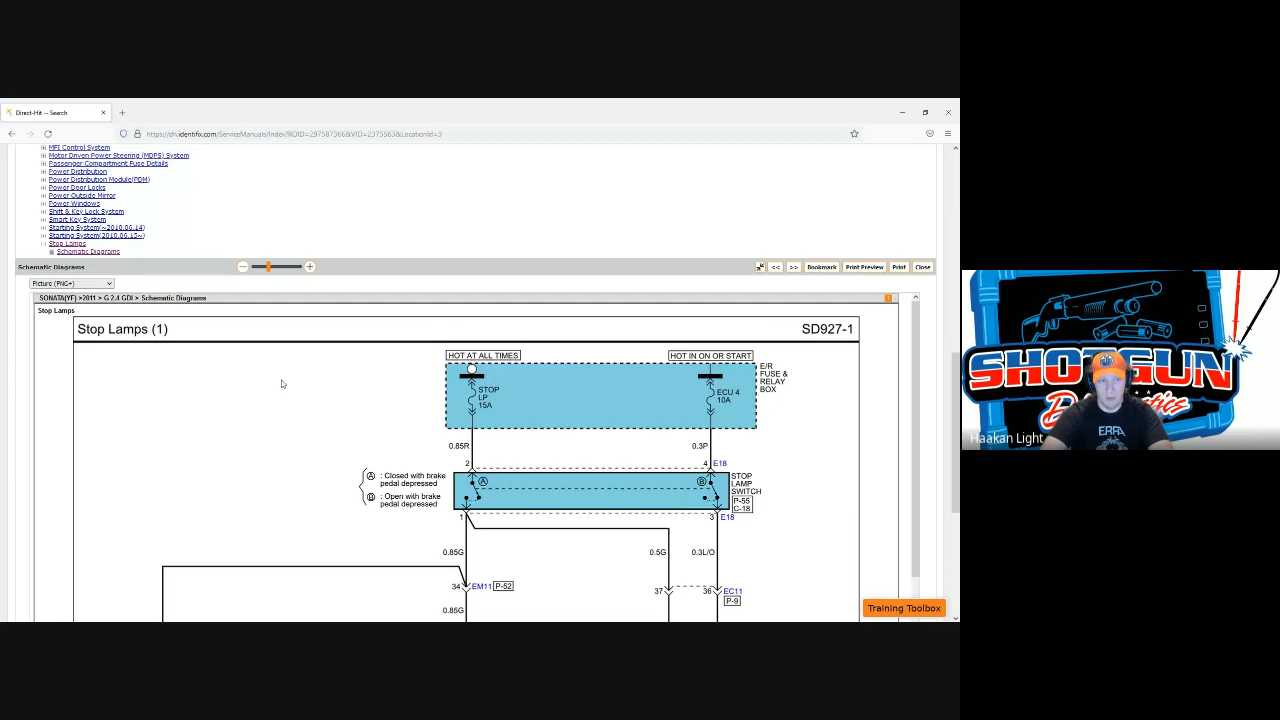 Direct-Hit -- Search
https://dh.identifix.com/ServiceManuals/Index?ROID=297587366&VID=2375563&LocationId=3
MFI Control System
Motor Driven Power Steering (MDPS) System
Passenger Compartment Fuse Details
Power Distribution
Power Distribution Module(PDM)
Power Door Locks
Power Outside Mirror
Power Windows
Shift & Key Lock System
Smart Key System
Starting System(~2010.06.14)
Starting System(2010.06.15~)
Stop Lamps
Schematic Diagrams
Schematic Diagrams
<< >> Bookmark Print Preview Print Close
Picture (PNG+)
SONATA(YF) >2011 > G 2.4 GDI > Schematic Diagrams
Stop Lamps
Stop Lamps (1) SD927-1
HOT AT ALL TIMES HOT IN ON OR START
E/R
FUSE &
RELAY
BOX
STOP
LP
15A
ECU 4
10A
0.85R 0.3P
2 4 E18
A : Closed with brake
pedal depressed
B : Open with brake
pedal depressed
A B
STOP
LAMP
SWITCH
P-55
C-18
1 3 E18
0.85G 0.5G 0.3L/O
34 EM11 P-52 37 36 EC11
P-9
0.85G
Training Toolbox
SHOTGUN
Haakan Light